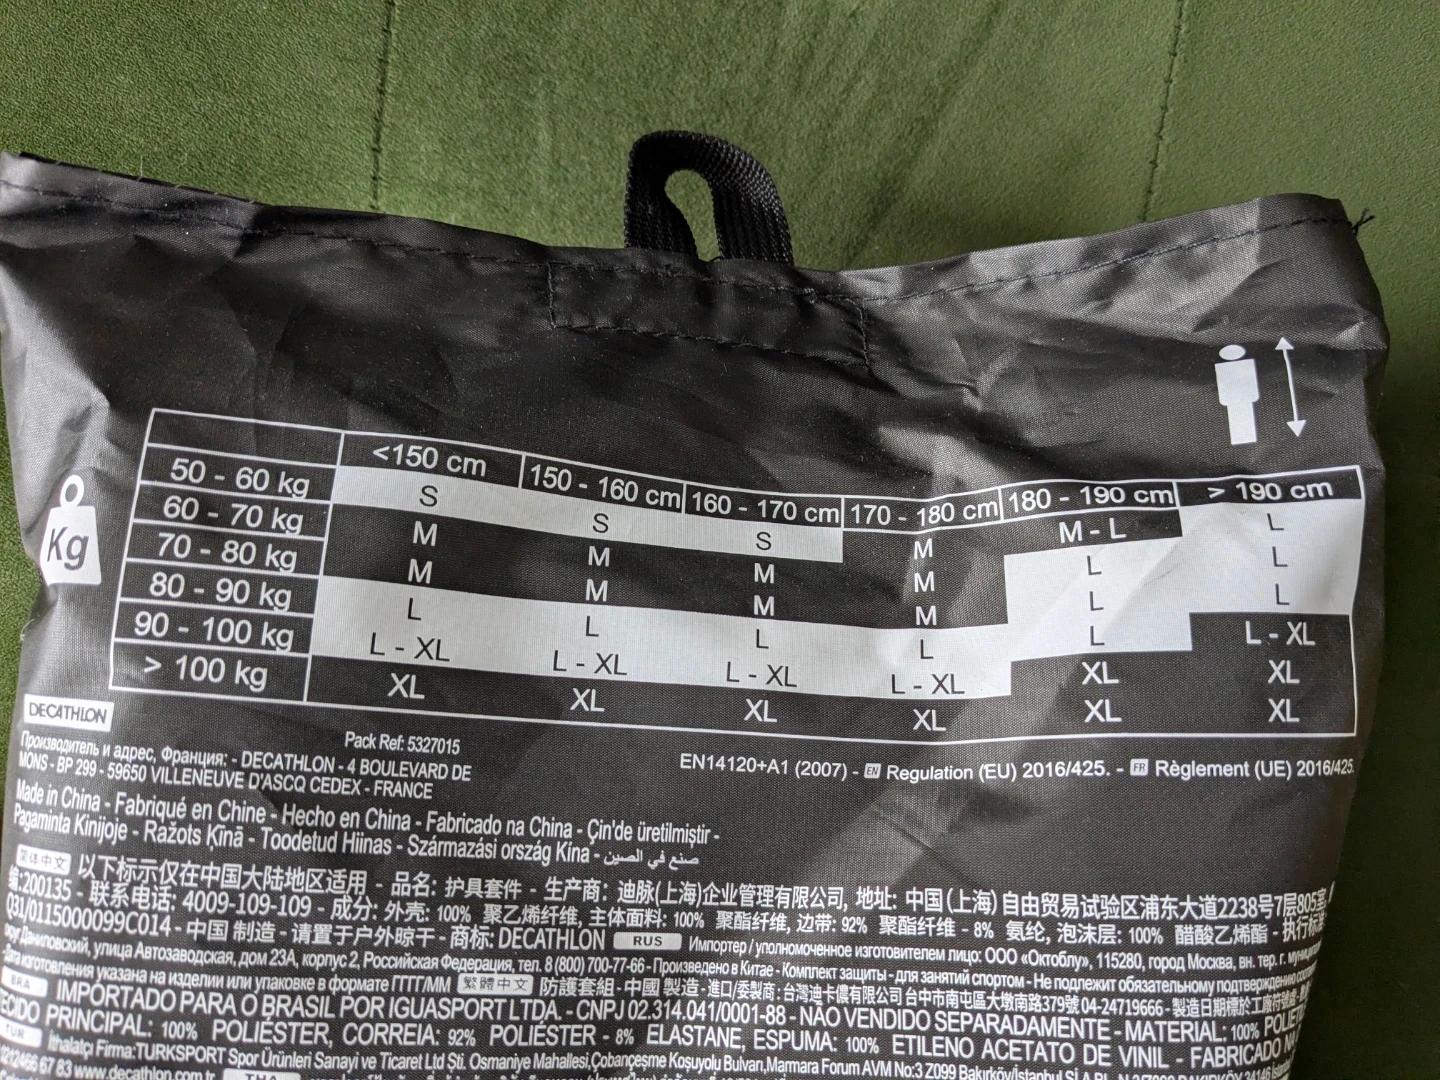 <150 cm 150 - 160 cm 160 - 170 cm 170 - 180 cm 180 - 190 cm > 190 cm
50 - 60 kg S S S M M - L L
60 - 70 kg M M M M L L
70 - 80 kg M M M M L L
80 - 90 kg L L L L L L - XL
90 - 100 kg L - XL L - XL L - XL L - XL XL XL
> 100 kg XL XL XL XL XL XL
Kg
DECATHLON
Pack Ref: 5327015
EN14120+A1 (2007) - EN Regulation (EU) 2016/425. - FR Règlement (UE) 2016/425.
Производитель и адрес, Франция: - DECATHLON - 4 BOULEVARD DE
MONS - BP 299 - 59650 VILLENEUVE D'ASCQ CEDEX - FRANCE
Made in China - Fabriqué en Chine - Hecho en China - Fabricado na China - Çin'de üretilmiştir -
Pagaminta Kinijoje - Ražots Ķīnā - Toodetud Hiinas - Származási ország Kína - صنع في الصين
简体中文 以下标示仅在中国大陆地区适用 - 品名: 护具套件 - 生产商: 迪脉(上海)企业管理有限公司, 地址: 中国(上海)自由贸易试验区浦东大道2238号7层805室,
编:200135 - 联系电话: 4009-109-109 - 成分: 外壳: 100% 聚乙烯纤维, 主体面料: 100% 聚酯纤维, 边带: 92% 聚酯纤维 - 8% 氨纶, 泡沫层: 100% 醋酸乙烯酯 - 执行标准:
031/0115000099C014 - 中国 制造 - 请置于户外晾干 - 商标: DECATHLON RUS Импортер / уполномоченное изготовителем лицо: ООО «Октоблу», 115280, город Москва, вн. тер. г.
Даниловский, улица Автозаводская, дом 23А, корпус 2, Российская Федерация, тел. 8 (800) 700-77-66 - Произведено в Китае - Комплект защиты - для занятий спортом - Не подлежит обязательному подтверждению
Дата изготовления указана на изделии или упаковке в формате ГГГГ/ММ 繁體中文 防護套組 - 中國 製造 - 進口/委製商: 台灣迪卡儂有限公司 台中市南屯區大墩南路379號 04-24719666 - 製造日期標於工廠符號處 -
BRA IMPORTADO PARA O BRASIL POR IGUASPORT LTDA. - CNPJ 02.314.041/0001-88 - NÃO VENDIDO SEPARADAMENTE - MATERIAL: 100%
TECIDO PRINCIPAL: 100% POLIÉSTER, CORREIA: 92% POLIÉSTER - 8% ELASTANE, ESPUMA: 100% ETILENO ACETATO DE VINIL - FABRICADO NA
TUR İthalatçı Firma:TURKSPORT Spor Ürünleri Sanayi ve Ticaret Ltd Şti. Osmaniye Mahallesi,Çobançeşme Koşuyolu Bulvarı,Marmara Forum AVM No:3 Z099 Bakırköy/İstanbul
0212466 67 83 www.decathlon.com.tr THA